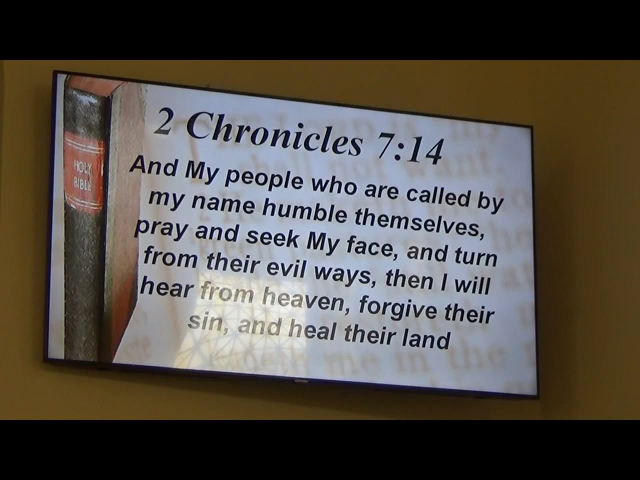 2 Chronicles 7:14
HOLY
BIBLE
And My people who are called by
my name humble themselves,
pray and seek My face, and turn
from their evil ways, then I will
hear from heaven, forgive their
sin, and heal their land